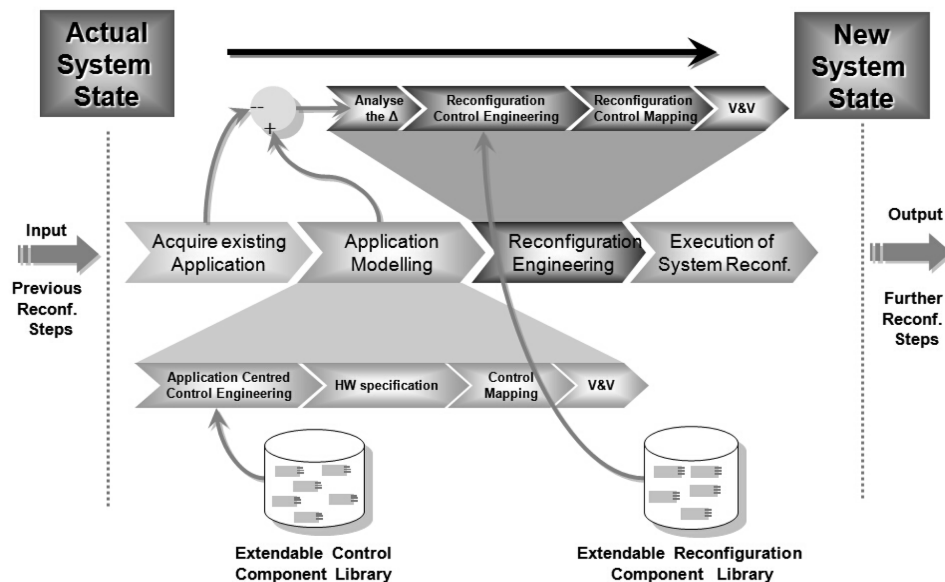 Actual
System
State
New
System
State
--
+
Analyse
the Δ
Reconfiguration
Control Engineering
Reconfiguration
Control Mapping
V&V
Input
Previous
Reconf.
Steps
Acquire existing
Application
Application
Modelling
Reconfiguration
Engineering
Execution of
System Reconf.
Output
Further
Reconf.
Steps
Application Centred
Control Engineering
HW specification
Control
Mapping
V&V
Extendable Control
Component Library
Extendable Reconfiguration
Component Library